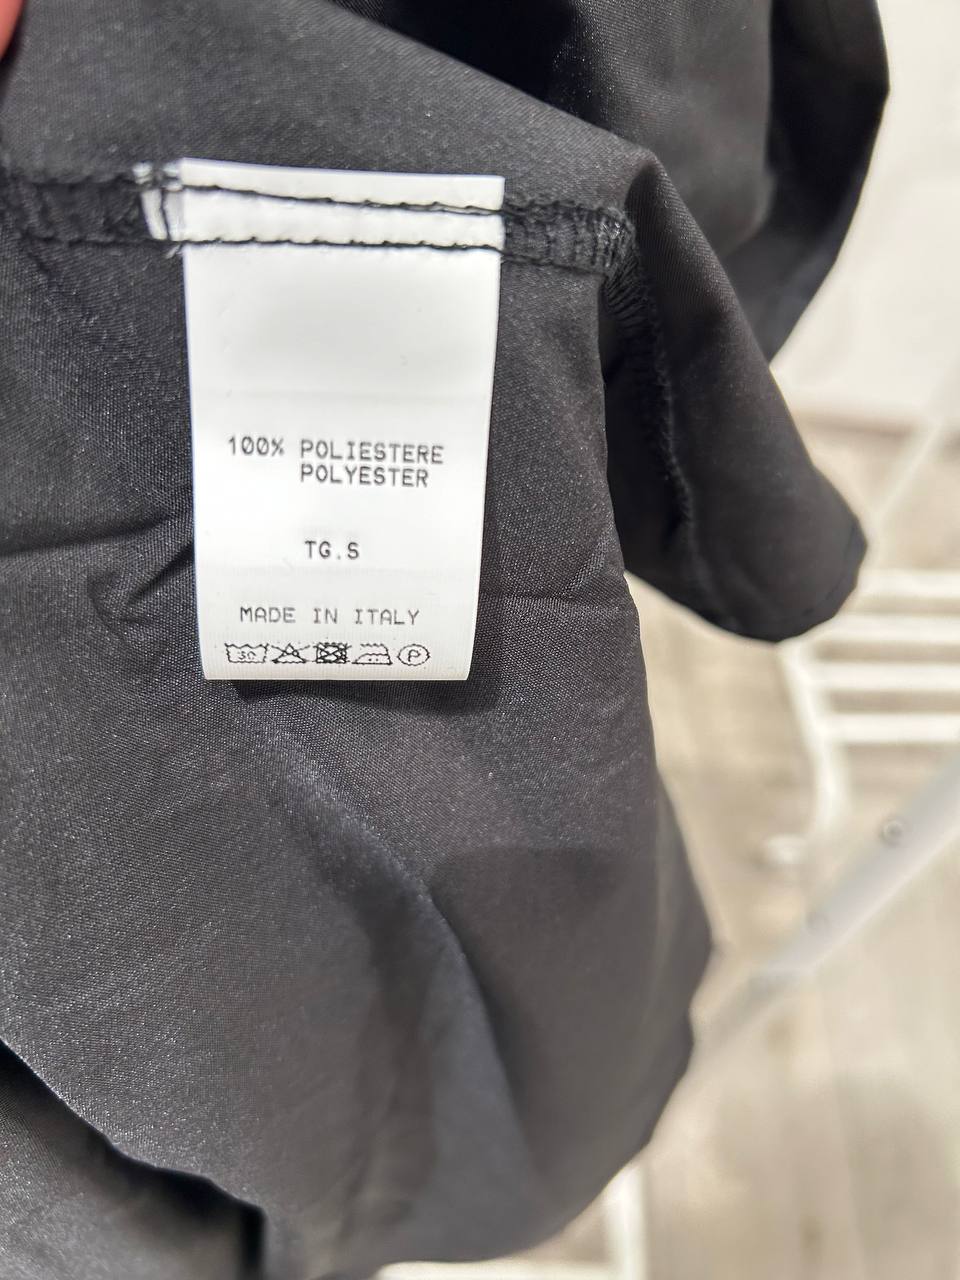 100% POLIESTERE
POLYESTER
TG.S
MADE IN ITALY
30 P